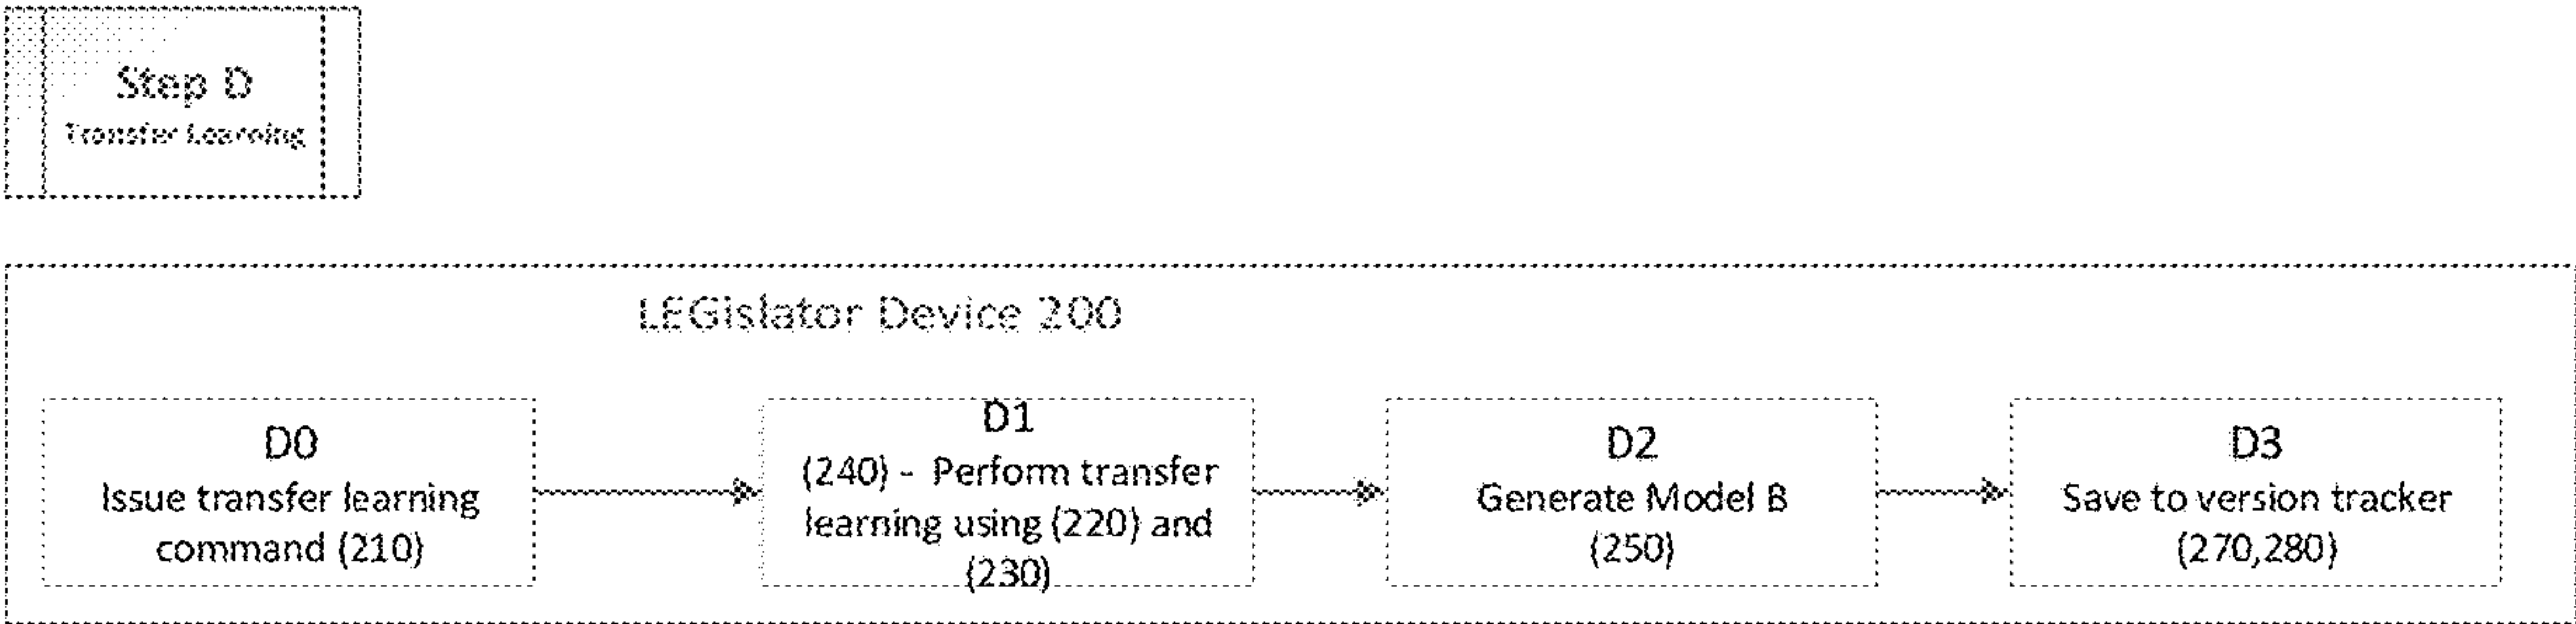 Step D
Transfer Learning
LEGislator Device 200
D0
Issue transfer learning
command (210)
D1
(240) - Perform transfer
learning using (220) and
(230)
D2
Generate Model B
(250)
D3
Save to version tracker
(270,280)